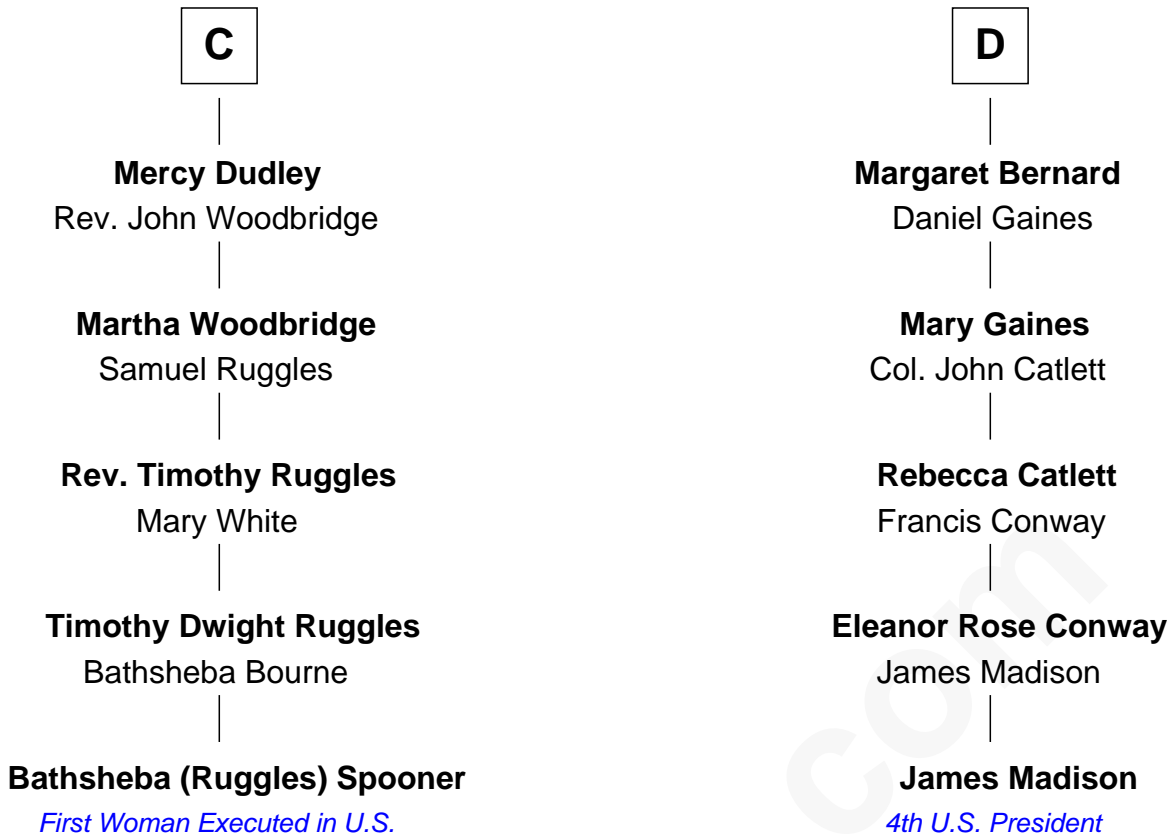 C
Mercy Dudley
Rev. John Woodbridge
Martha Woodbridge
Samuel Ruggles
Rev. Timothy Ruggles
Mary White
Timothy Dwight Ruggles
Bathsheba Bourne
Bathsheba (Ruggles) Spooner
First Woman Executed in U.S.
D
Margaret Bernard
Daniel Gaines
Mary Gaines
Col. John Catlett
Rebecca Catlett
Francis Conway
Eleanor Rose Conway
James Madison
James Madison
4th U.S. President
com